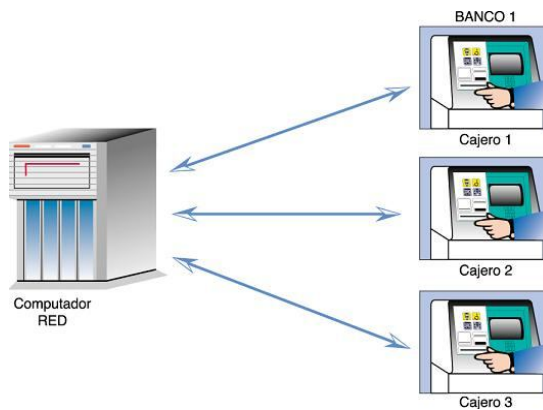 BANCO 1
Cajero 1
Cajero 2
Computador
RED
Cajero 3